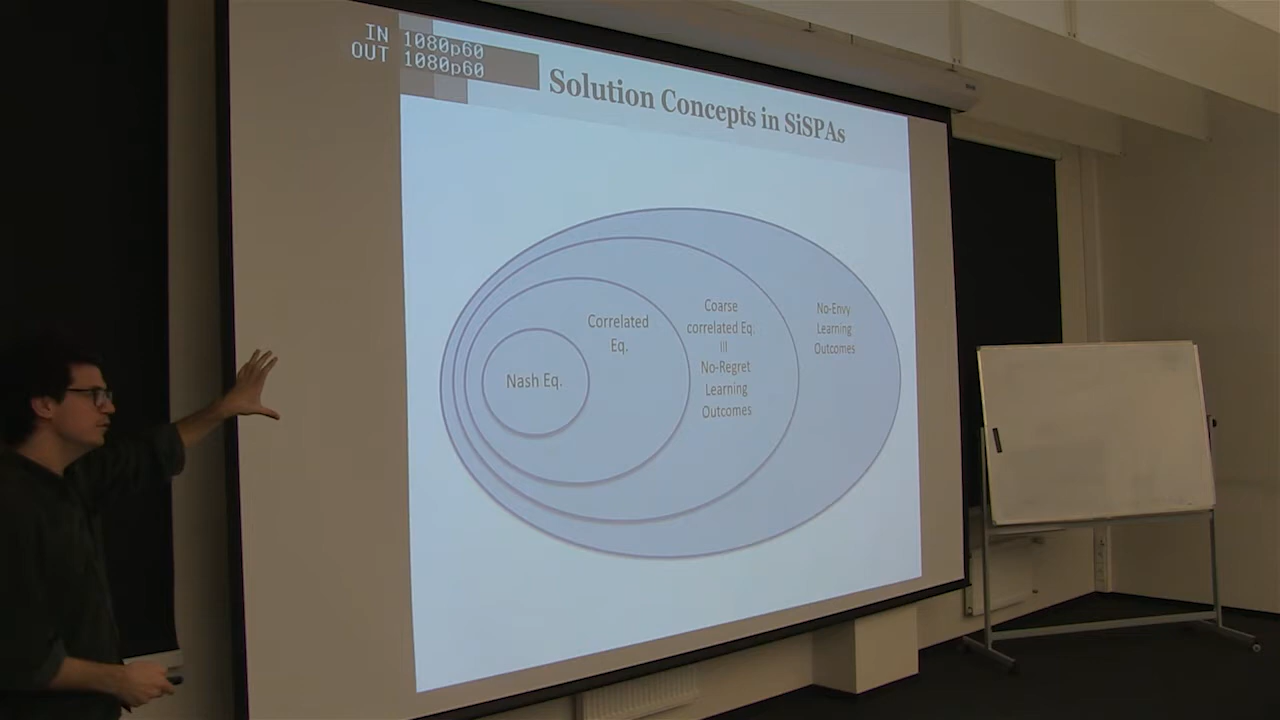 IN 1080p60
OUT 1080p60
Solution Concepts in SiSPAs
Nash Eq.
Correlated
Eq.
Coarse
correlated Eq.
III
No-Regret
Learning
Outcomes
No-Envy
Learning
Outcomes